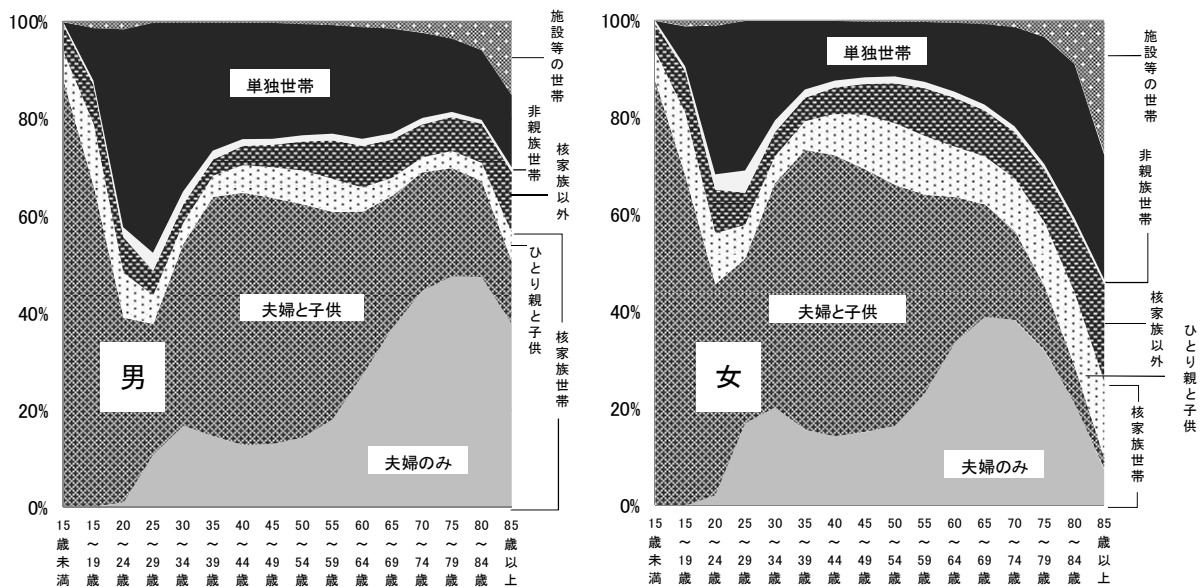 100%
80%
60%
40%
20%
0%
単独世帯
夫婦と子供
男
夫婦のみ
施設等の世帯
非親族世帯
核家族以外
ひとり親と子供
核家族世帯
15歳未満
15～19歳
20～24歳
25～29歳
30～34歳
35～39歳
40～44歳
45～49歳
50～54歳
55～59歳
60～64歳
65～69歳
70～74歳
75～79歳
80～84歳
85歳以上
100%
80%
60%
40%
20%
0%
単独世帯
夫婦と子供
女
夫婦のみ
施設等の世帯
非親族世帯
核家族以外
ひとり親と子供
核家族世帯
15歳未満
15～19歳
20～24歳
25～29歳
30～34歳
35～39歳
40～44歳
45～49歳
50～54歳
55～59歳
60～64歳
65～69歳
70～74歳
75～79歳
80～84歳
85歳以上